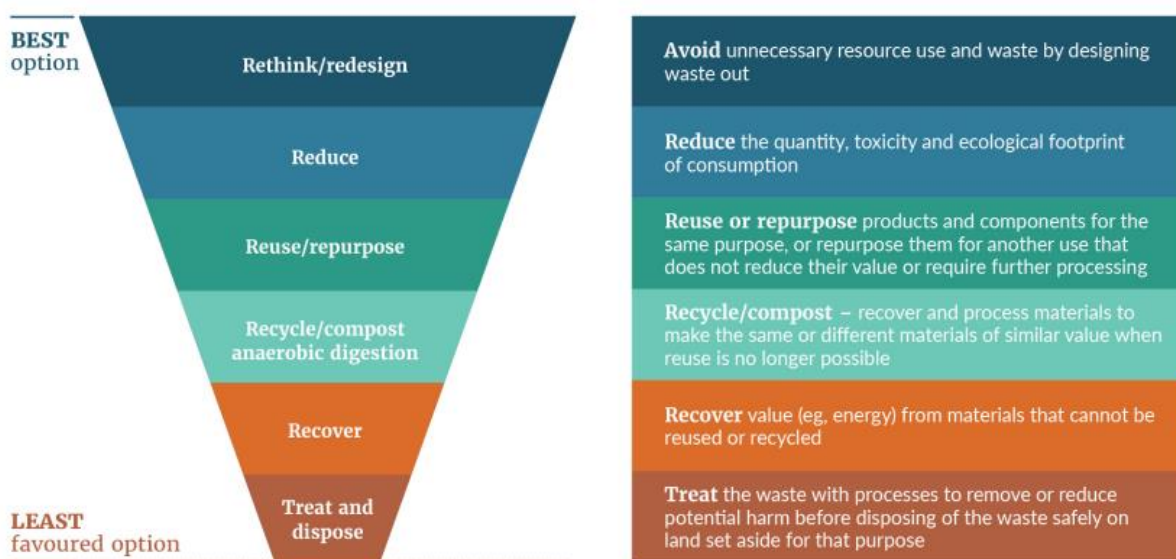 BEST
option
Rethink/redesign
Avoid unnecessary resource use and waste by designing
waste out
Reduce
Reduce the quantity, toxicity and ecological footprint
of consumption
Reuse/repurpose
Reuse or repurpose products and components for the
same purpose, or repurpose them for another use that
does not reduce their value or require further processing
Recycle/compost
anaerobic digestion
Recycle/compost – recover and process materials to
make the same or different materials of similar value when
reuse is no longer possible
Recover
Recover value (eg, energy) from materials that cannot be
reused or recycled
LEAST
favoured option
Treat and
dispose
Treat the waste with processes to remove or reduce
potential harm before disposing of the waste safely on
land set aside for that purpose